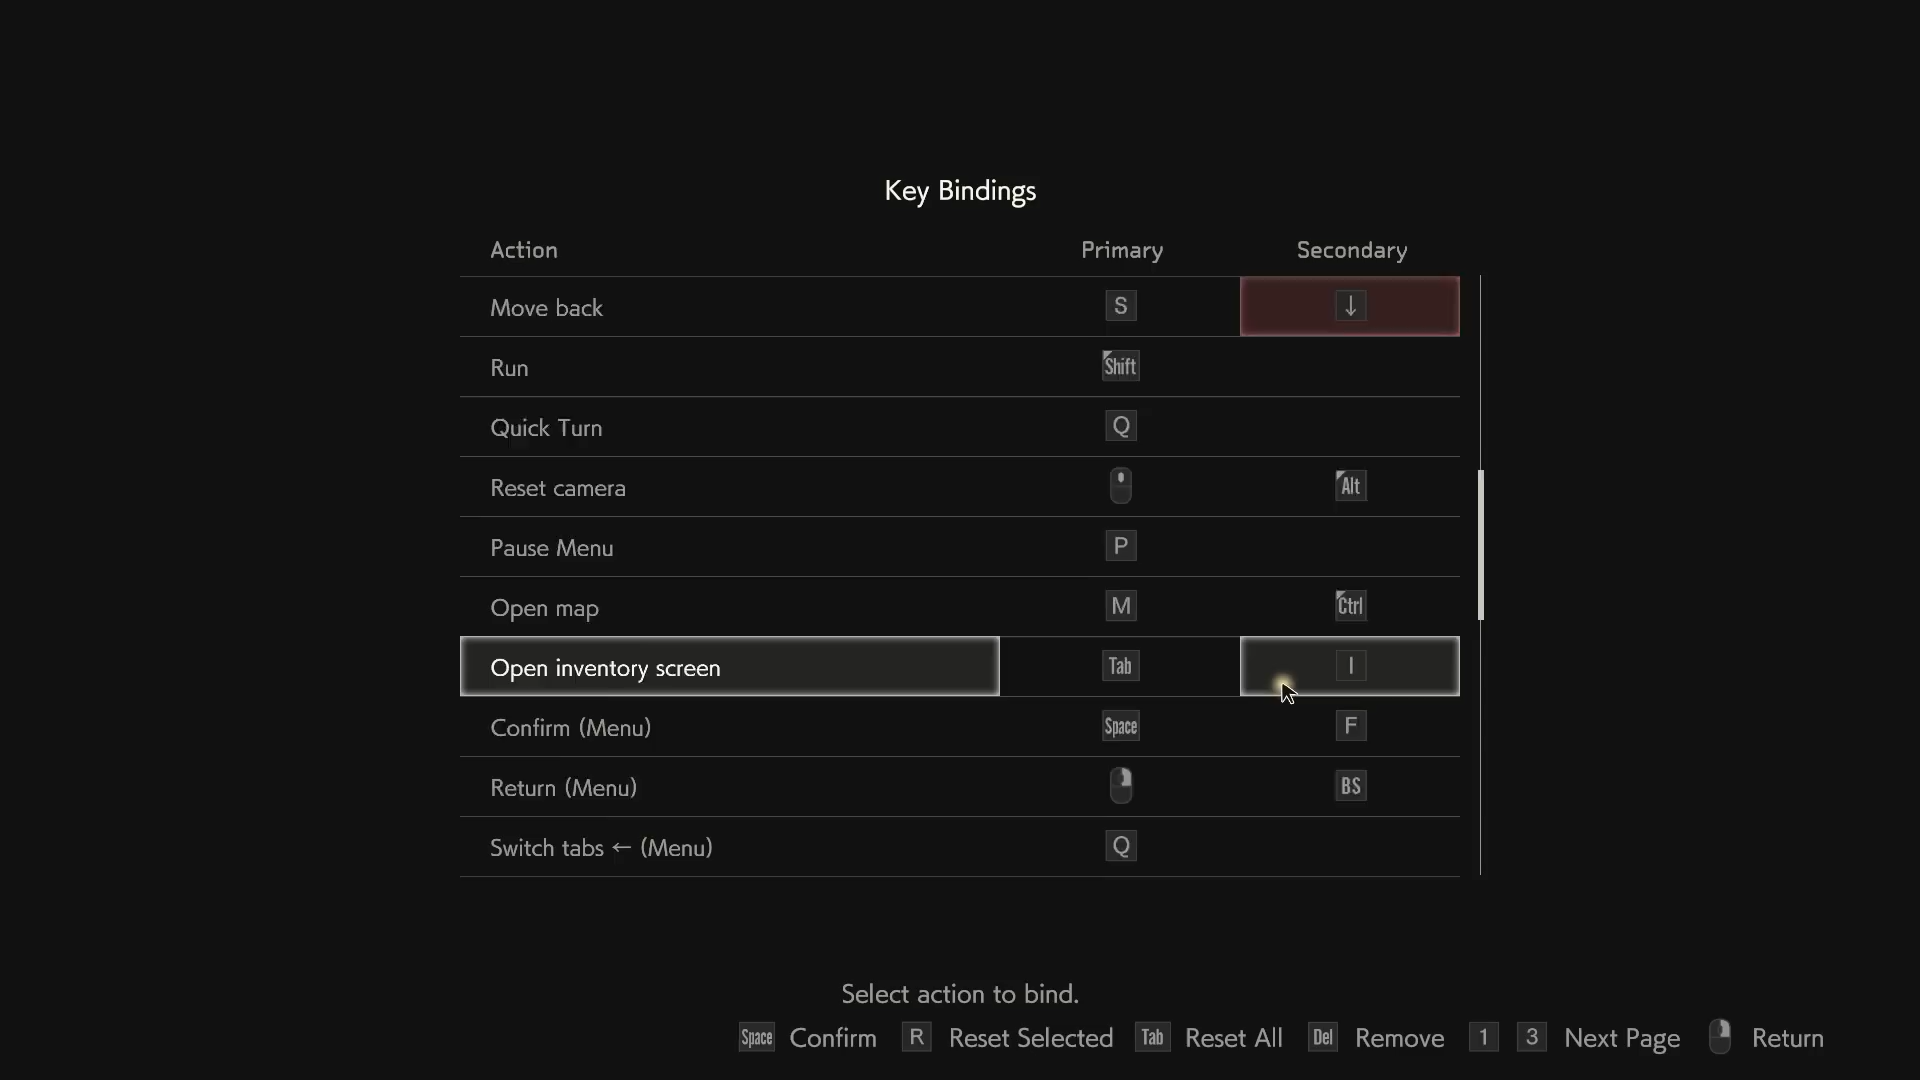 Key Bindings
Action Primary Secondary
Move back S ↓
Run Shift
Quick Turn Q
Reset camera Alt
Pause Menu P
Open map M Ctrl
Open inventory screen Tab I
Confirm (Menu) Space F
Return (Menu) BS
Switch tabs ← (Menu) Q
Select action to bind.
Space Confirm R Reset Selected Tab Reset All Del Remove 1 3 Next Page Return